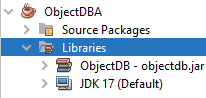 ObjectDBA
Source Packages
Libraries
ObjectDB - objectdb.jar
JDK 17 (Default)